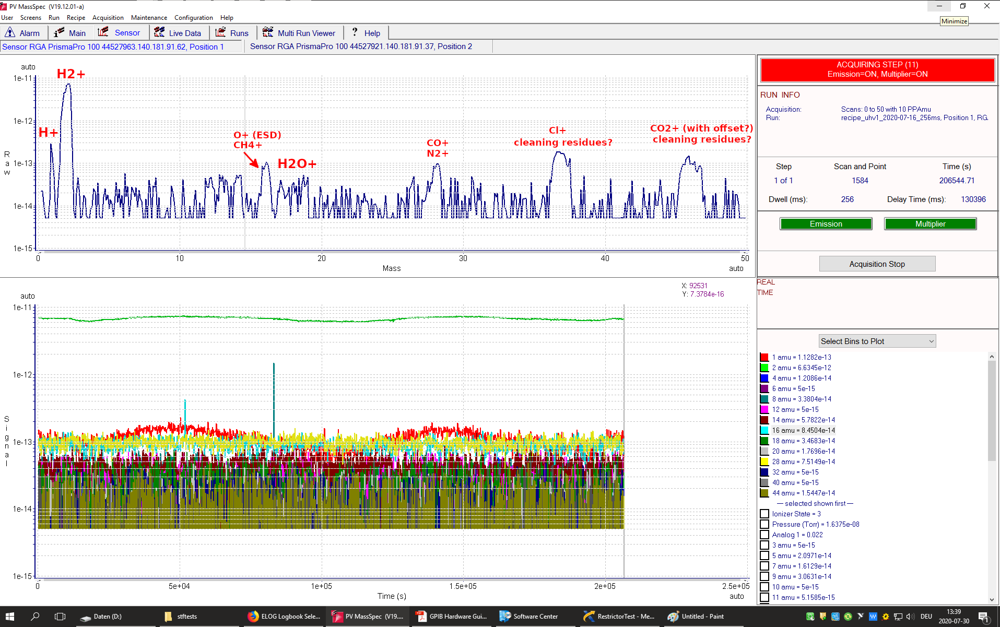 PV MassSpec (V19.12.01-a)
User Screens Run Recipe Acquisition Maintenance Configuration Help
Minimize
Alarm Main Sensor Live Data Runs Multi Run Viewer ? Help
Sensor RGA PrismaPro 100 44527963.140.181.91.62, Position 1
Sensor RGA PrismaPro 100 44527921.140.181.91.37, Position 2
auto
1e-11
1e-12
1e-13
1e-14
1e-15
Raw
H2+
H+
O+ (ESD)
CH4+
H2O+
CO+
N2+
Cl+
cleaning residues?
CO2+ (with offset?)
cleaning residues?
0 10 20 30 40 50
Mass
auto
ACQUIRING STEP (11)
Emission=ON, Multiplier=ON
RUN INFO
Acquisition: Scans: 0 to 50 with 10 PPAmu
Run: recipe_uhv1_2020-07-16_256ms, Position 1, RG.
Step Scan and Point Time (s)
1 of 1 1584 206544.71
Dwell (ms): 256 Delay Time (ms): 130396
Emission Multiplier
Acquisition Stop
X: 92531
Y: 7.3784e-16
auto
1e-11
1e-12
1e-13
1e-14
1e-15
Signal
0 5e+04 1e+05 1.5e+05 2e+05 2.5e+05
Time (s)
auto
REAL
TIME
Select Bins to Plot
1 amu = 1.1282e-13
2 amu = 6.6345e-12
4 amu = 1.2086e-14
6 amu = 5e-15
8 amu = 3.3804e-14
12 amu = 5e-15
14 amu = 5.7822e-14
16 amu = 8.4504e-14
18 amu = 3.4683e-14
20 amu = 1.7696e-14
28 amu = 7.5149e-14
32 amu = 5e-15
40 amu = 5e-15
44 amu = 1.5447e-14
— selected shown first —
Ionizer State = 3
Pressure (Torr) = 1.6375e-08
Analog 1 = 0.022
3 amu = 5e-15
5 amu = 2.0971e-14
7 amu = 1.6129e-14
9 amu = 3.0631e-14
10 amu = 5e-15
11 amu = 5.1585e-15
Daten (D:)
stftests
ELOG Logbook Sele...
PV MassSpec (V19....
GPIB Hardware Gui...
Software Center
RestrictorTest - Me...
Untitled - Paint
DEU
13:39
2020-07-30
1